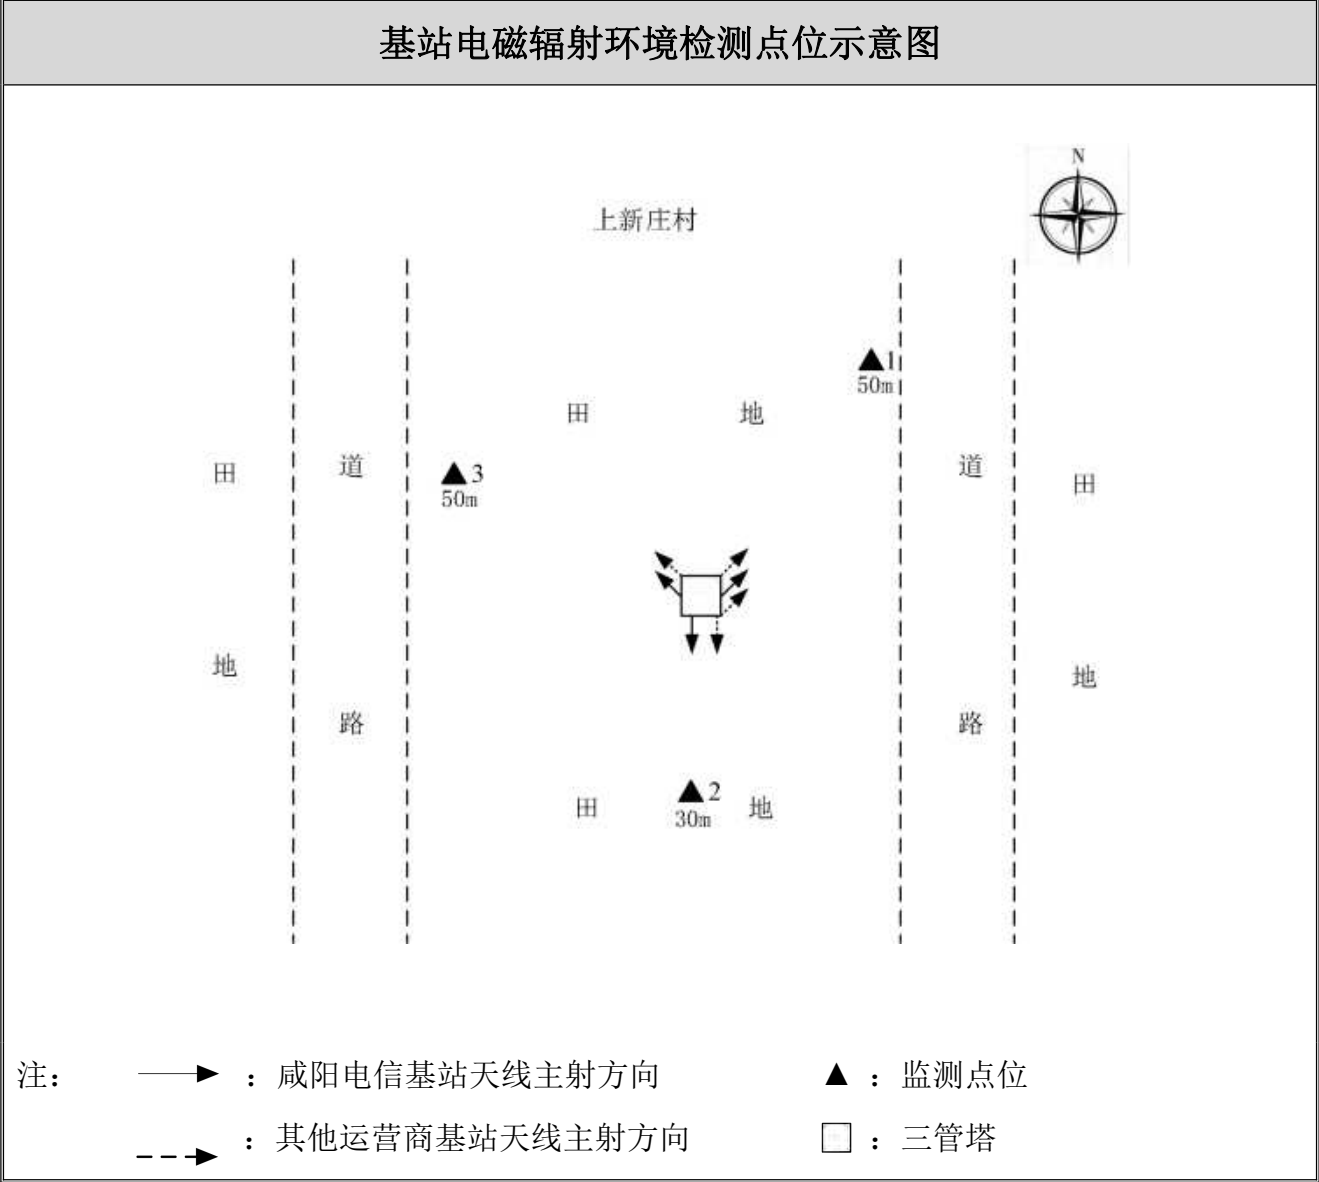 基站电磁辐射环境检测点位示意图
N
上新庄村
▲1
50m
田 地
道 道
▲3
50m
田 田
地 地
路 路
▲2
30m
田 地
注： ：咸阳电信基站天线主射方向 ▲：监测点位
：其他运营商基站天线主射方向 ：三管塔